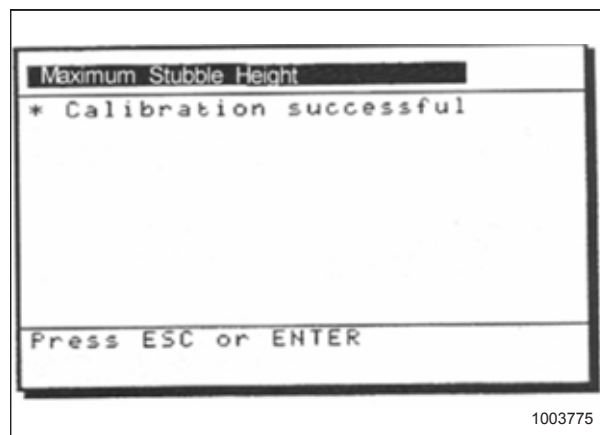 Maximum Stubble Height
* Calibration successful
Press ESC or ENTER
1003775